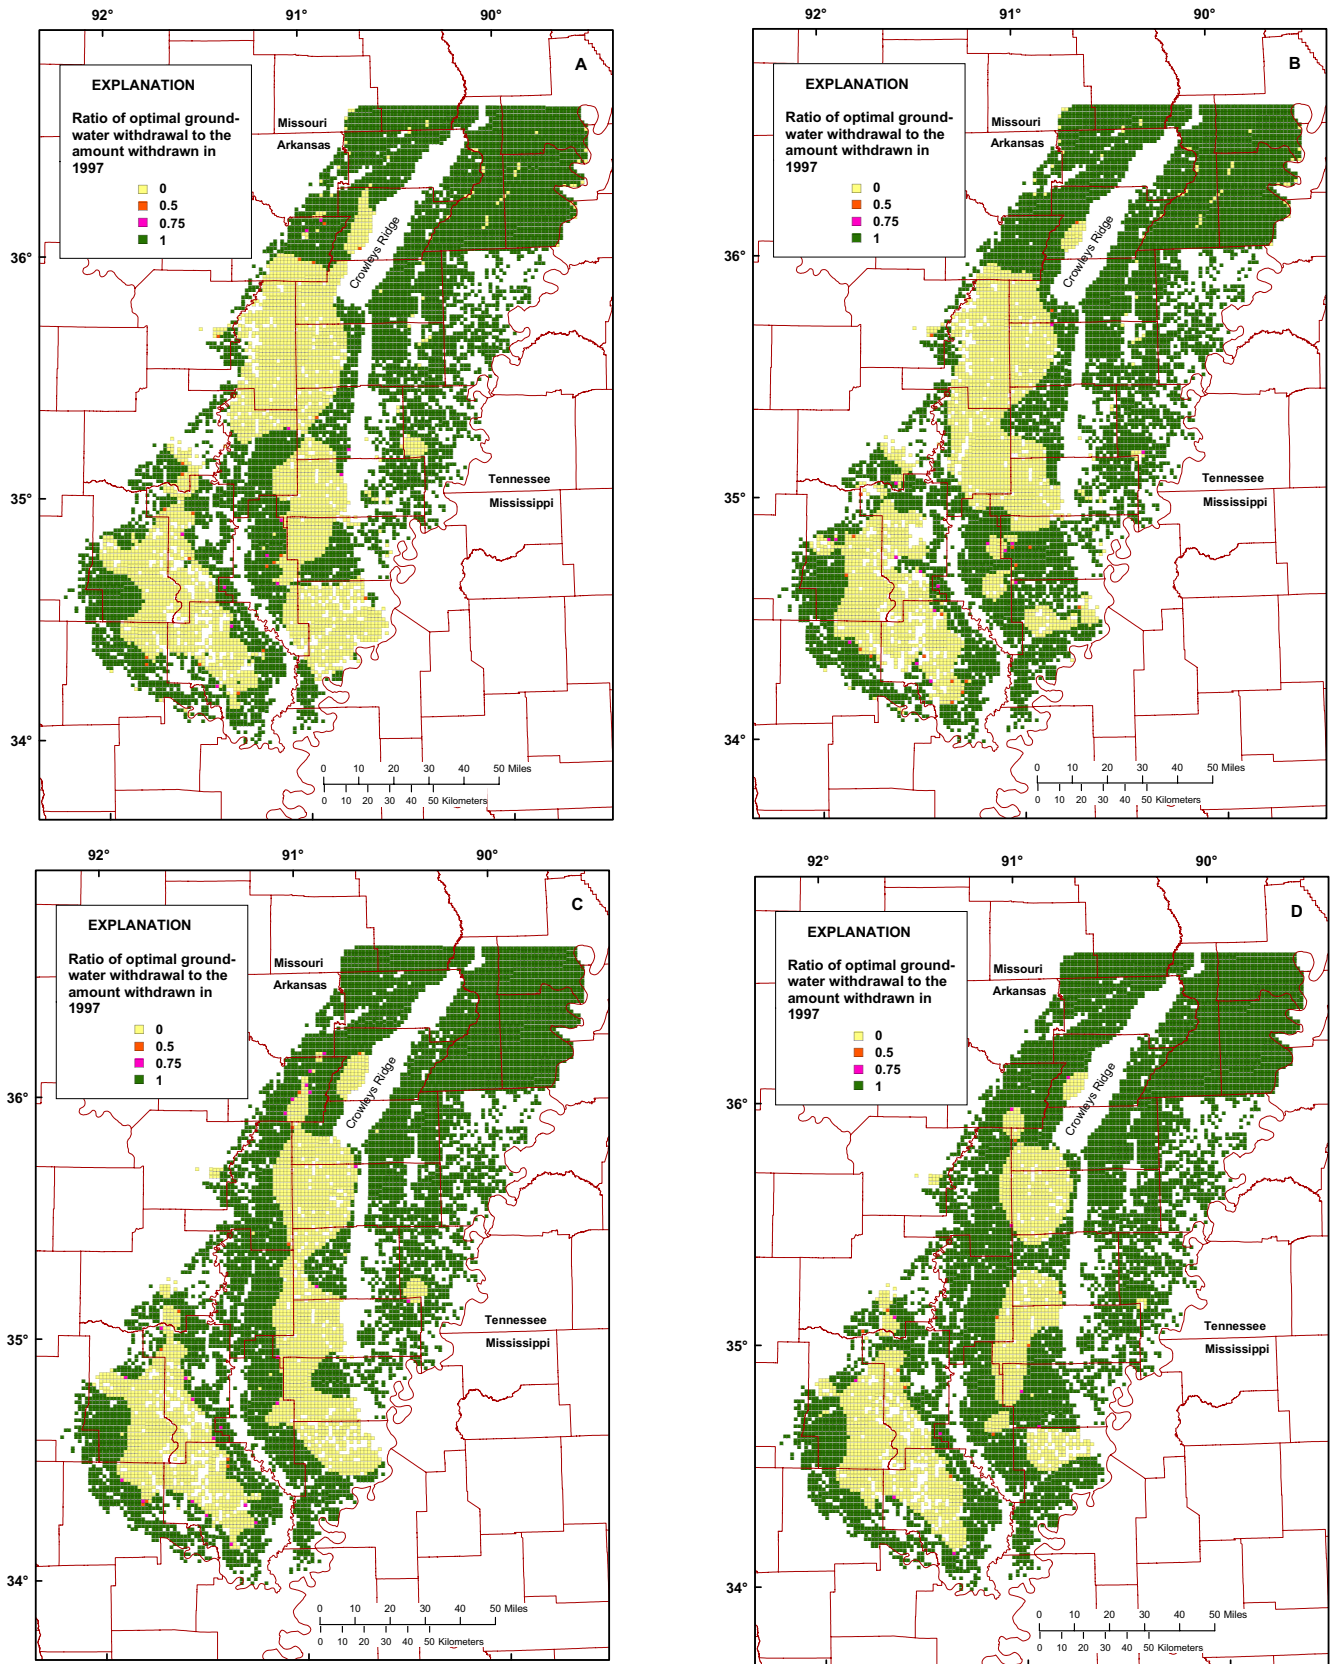 92° 91° 90°
A
EXPLANATION
Ratio of optimal ground-
water withdrawal to the
amount withdrawn in
1997
0
0.5
0.75
1
Missouri
Arkansas
Crowleys Ridge
36°
35°
34°
Tennessee
Mississippi
0 10 20 30 40 50 Miles
0 10 20 30 40 50 Kilometers
92° 91° 90°
B
EXPLANATION
Ratio of optimal ground-
water withdrawal to the
amount withdrawn in
1997
0
0.5
0.75
1
Missouri
Arkansas
Crowleys Ridge
36°
35°
34°
Tennessee
Mississippi
0 10 20 30 40 50 Miles
0 10 20 30 40 50 Kilometers
92° 91° 90°
C
EXPLANATION
Ratio of optimal ground-
water withdrawal to the
amount withdrawn in
1997
0
0.5
0.75
1
Missouri
Arkansas
Crowleys Ridge
36°
35°
34°
Tennessee
Mississippi
0 10 20 30 40 50 Miles
0 10 20 30 40 50 Kilometers
92° 91° 90°
D
EXPLANATION
Ratio of optimal ground-
water withdrawal to the
amount withdrawn in
1997
0
0.5
0.75
1
Missouri
Arkansas
Crowleys Ridge
36°
35°
34°
Tennessee
Mississippi
0 10 20 30 40 50 Miles
0 10 20 30 40 50 Kilometers